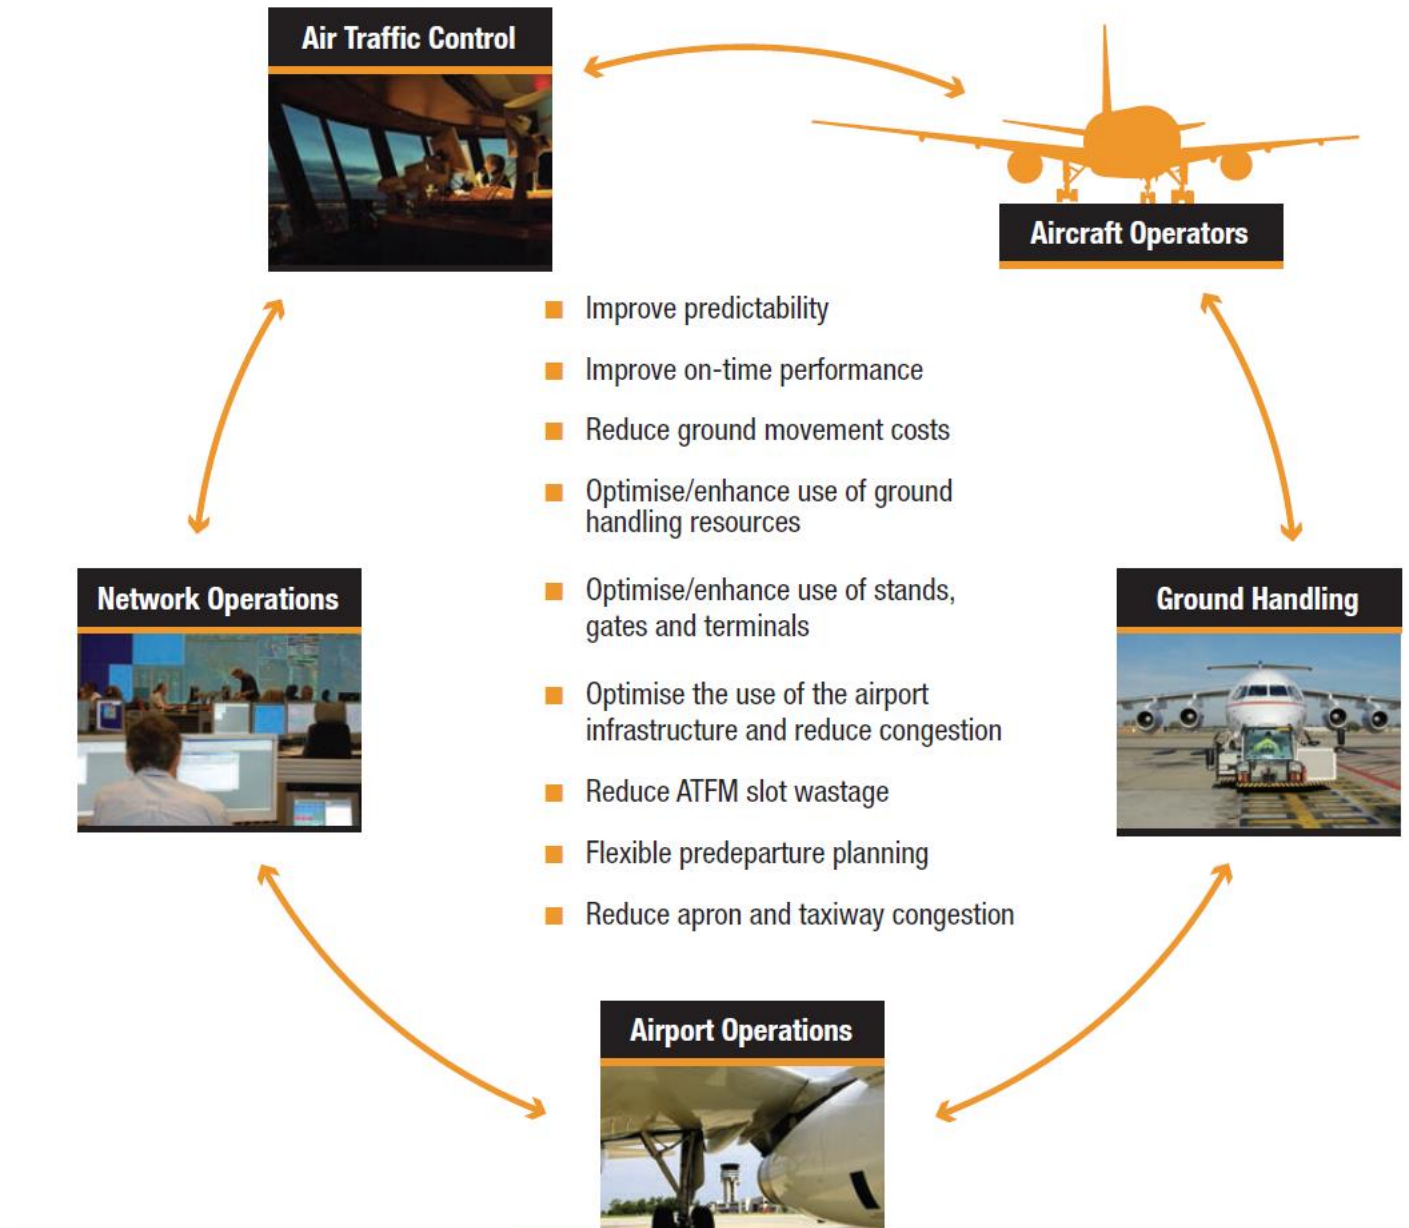 Air Traffic Control
Aircraft Operators
Improve predictability
Improve on-time performance
Reduce ground movement costs
Optimise/enhance use of ground
handling resources
Optimise/enhance use of stands,
gates and terminals
Optimise the use of the airport
infrastructure and reduce congestion
Reduce ATFM slot wastage
Flexible predeparture planning
Reduce apron and taxiway congestion
Network Operations
Ground Handling
Airport Operations